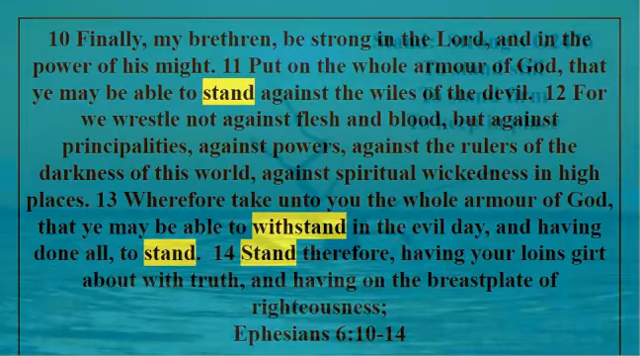 10 Finally, my brethren, be strong in the Lord, and in the
power of his might. 11 Put on the whole armour of God, that
ye may be able to stand against the wiles of the devil. 12 For
we wrestle not against flesh and blood, but against
principalities, against powers, against the rulers of the
darkness of this world, against spiritual wickedness in high
places. 13 Wherefore take unto you the whole armour of God,
that ye may be able to withstand in the evil day, and having
done all, to stand. 14 Stand therefore, having your loins girt
about with truth, and having on the breastplate of
righteousness;
Ephesians 6:10-14